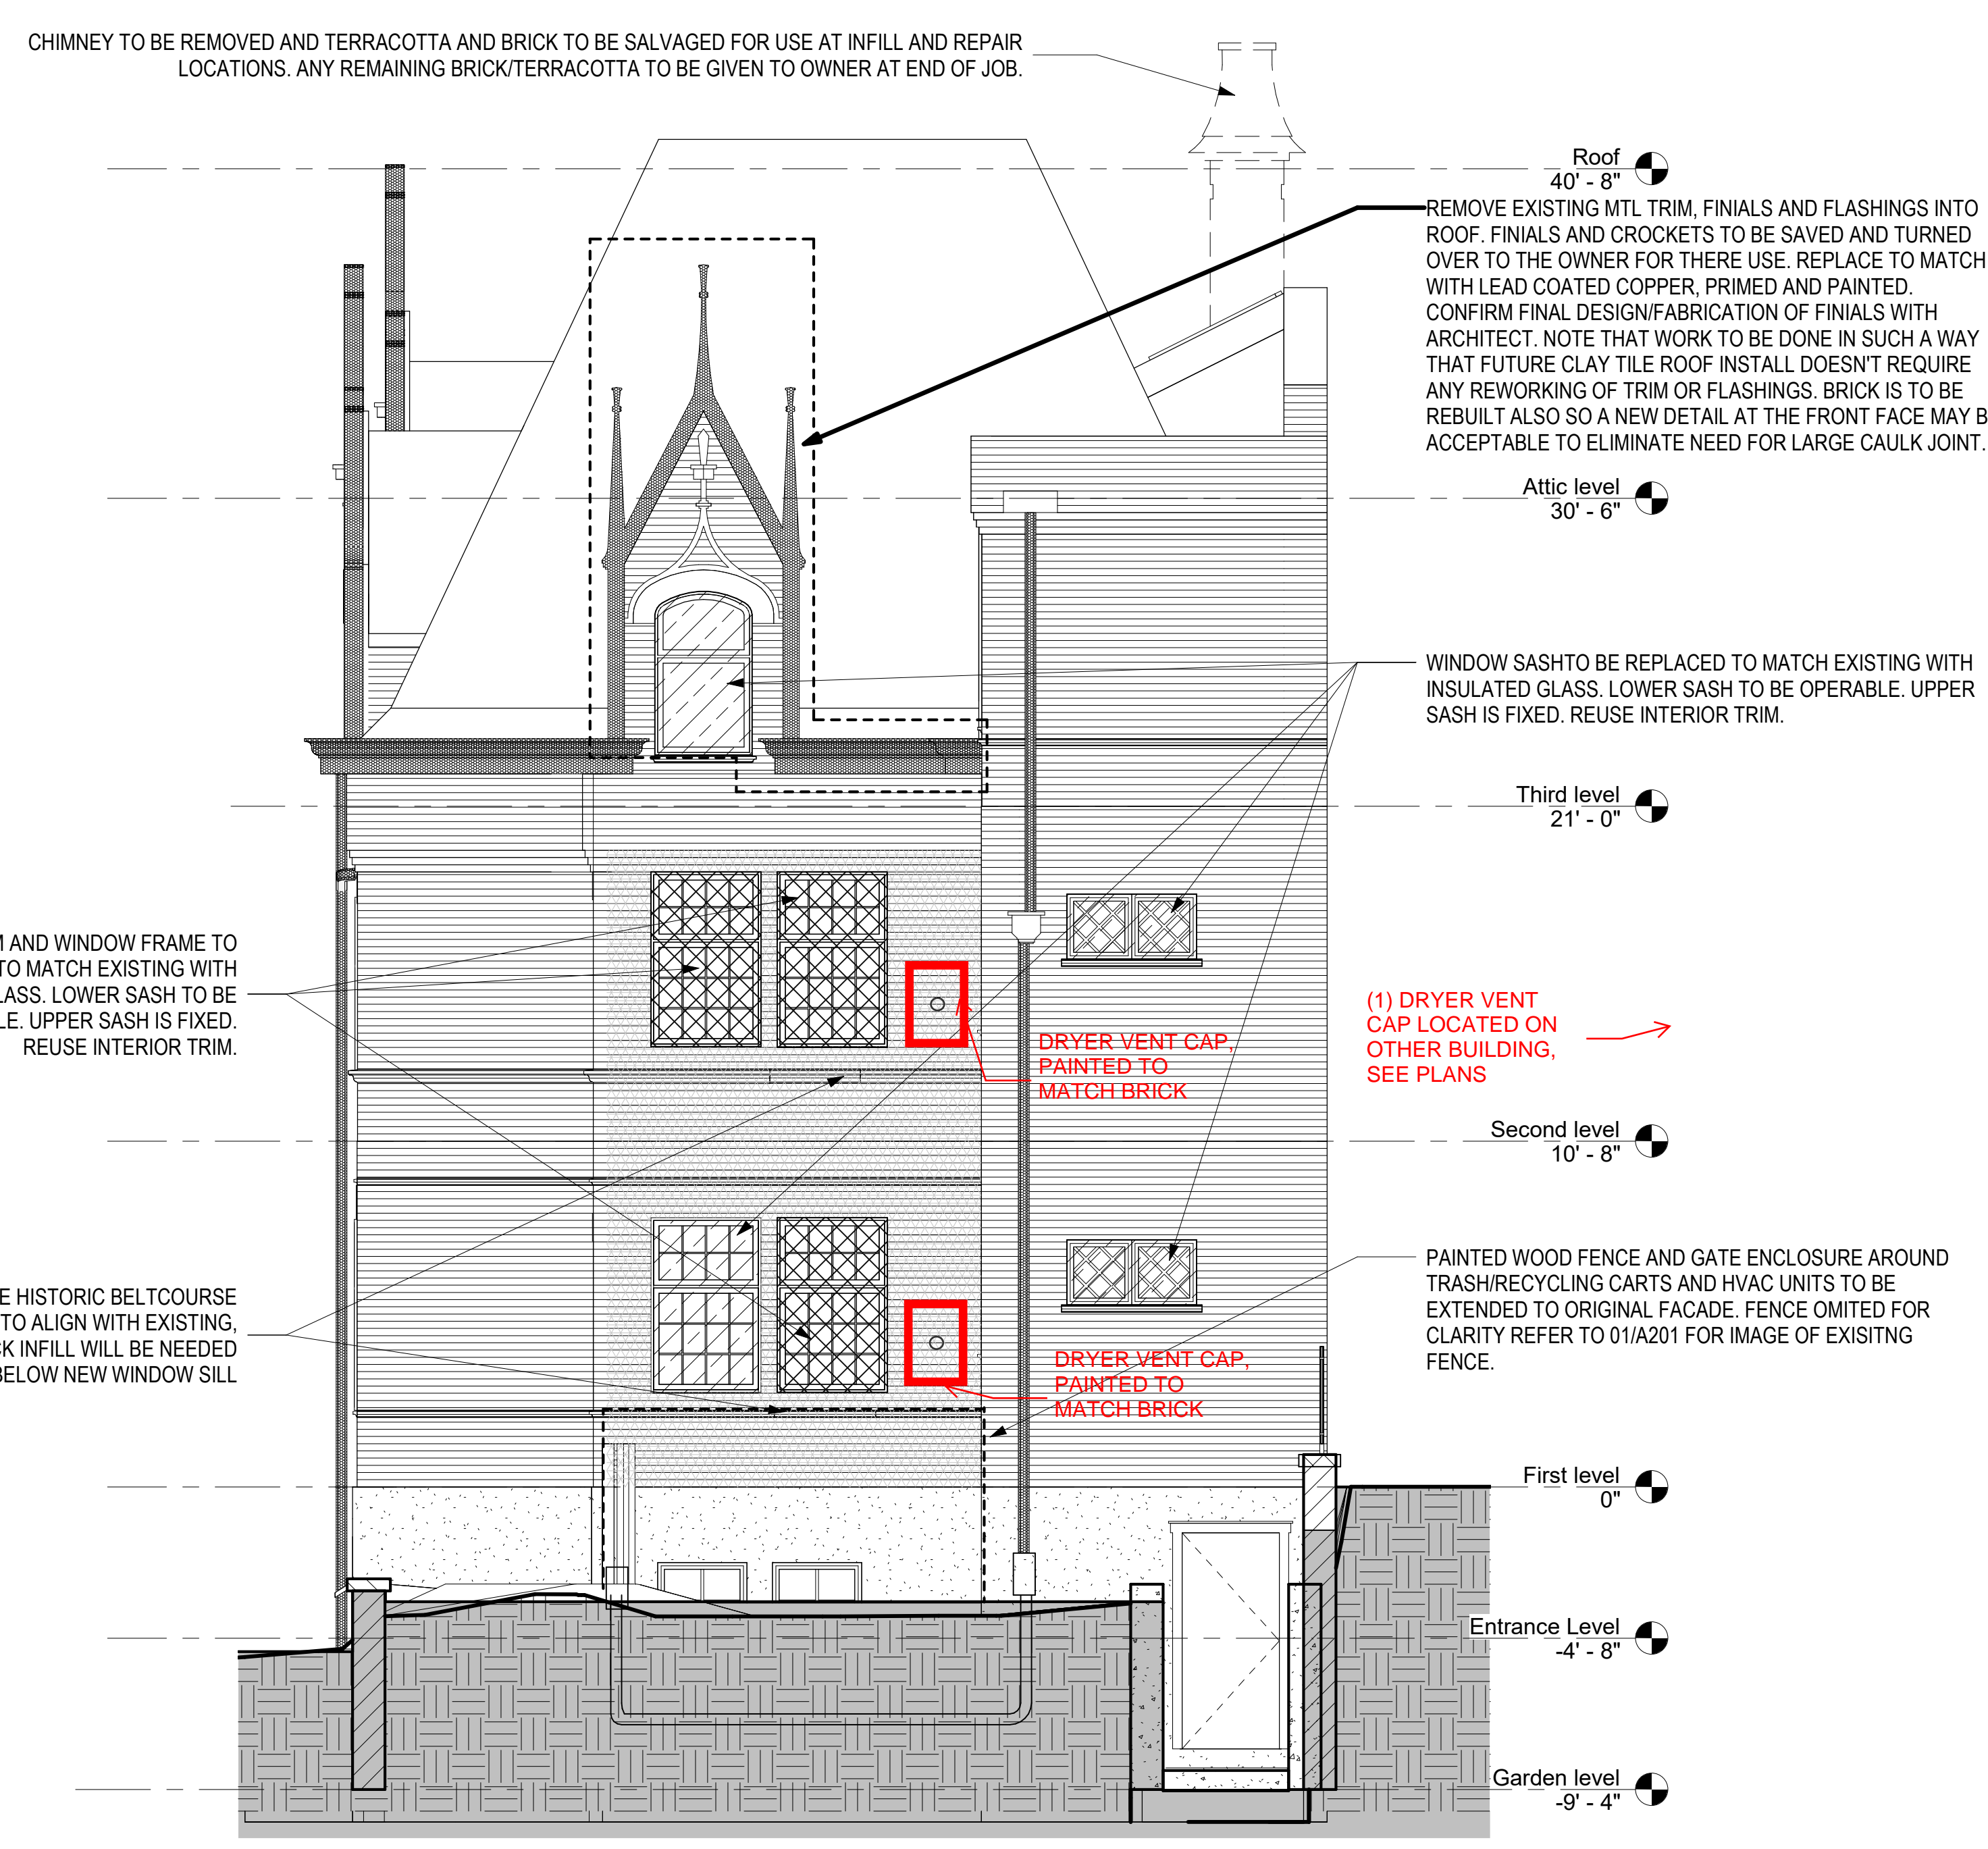 CHIMNEY TO BE REMOVED AND TERRACOTTA AND BRICK TO BE SALVAGED FOR USE AT INFILL AND REPAIR
LOCATIONS. ANY REMAINING BRICK/TERRACOTTA TO BE GIVEN TO OWNER AT END OF JOB.
Roof
40' - 8"
REMOVE EXISTING MTL TRIM, FINIALS AND FLASHINGS INTO
ROOF. FINIALS AND CROCKETS TO BE SAVED AND TURNED
OVER TO THE OWNER FOR THERE USE. REPLACE TO MATCH
WITH LEAD COATED COPPER, PRIMED AND PAINTED.
CONFIRM FINAL DESIGN/FABRICATION OF FINIALS WITH
ARCHITECT. NOTE THAT WORK TO BE DONE IN SUCH A WAY
THAT FUTURE CLAY TILE ROOF INSTALL DOESN'T REQUIRE
ANY REWORKING OF TRIM OR FLASHINGS. BRICK IS TO BE
REBUILT ALSO SO A NEW DETAIL AT THE FRONT FACE MAY B
ACCEPTABLE TO ELIMINATE NEED FOR LARGE CAULK JOINT.
Attic level
30' - 6"
WINDOW SASHTO BE REPLACED TO MATCH EXISTING WITH
INSULATED GLASS. LOWER SASH TO BE OPERABLE. UPPER
SASH IS FIXED. REUSE INTERIOR TRIM.
Third level
21' - 0"
M AND WINDOW FRAME TO
TO MATCH EXISTING WITH
LASS. LOWER SASH TO BE
LE. UPPER SASH IS FIXED.
REUSE INTERIOR TRIM.
DRYER VENT CAP,
PAINTED TO
MATCH BRICK
(1) DRYER VENT
CAP LOCATED ON
OTHER BUILDING,
SEE PLANS
Second level
10' - 8"
E HISTORIC BELTCOURSE
TO ALIGN WITH EXISTING,
CK INFILL WILL BE NEEDED
BELOW NEW WINDOW SILL
DRYER VENT CAP,
PAINTED TO
MATCH BRICK
PAINTED WOOD FENCE AND GATE ENCLOSURE AROUND
TRASH/RECYCLING CARTS AND HVAC UNITS TO BE
EXTENDED TO ORIGINAL FACADE. FENCE OMITED FOR
CLARITY REFER TO 01/A201 FOR IMAGE OF EXISITNG
FENCE.
First level
0"
Entrance Level
-4' - 8"
Garden level
-9' - 4"